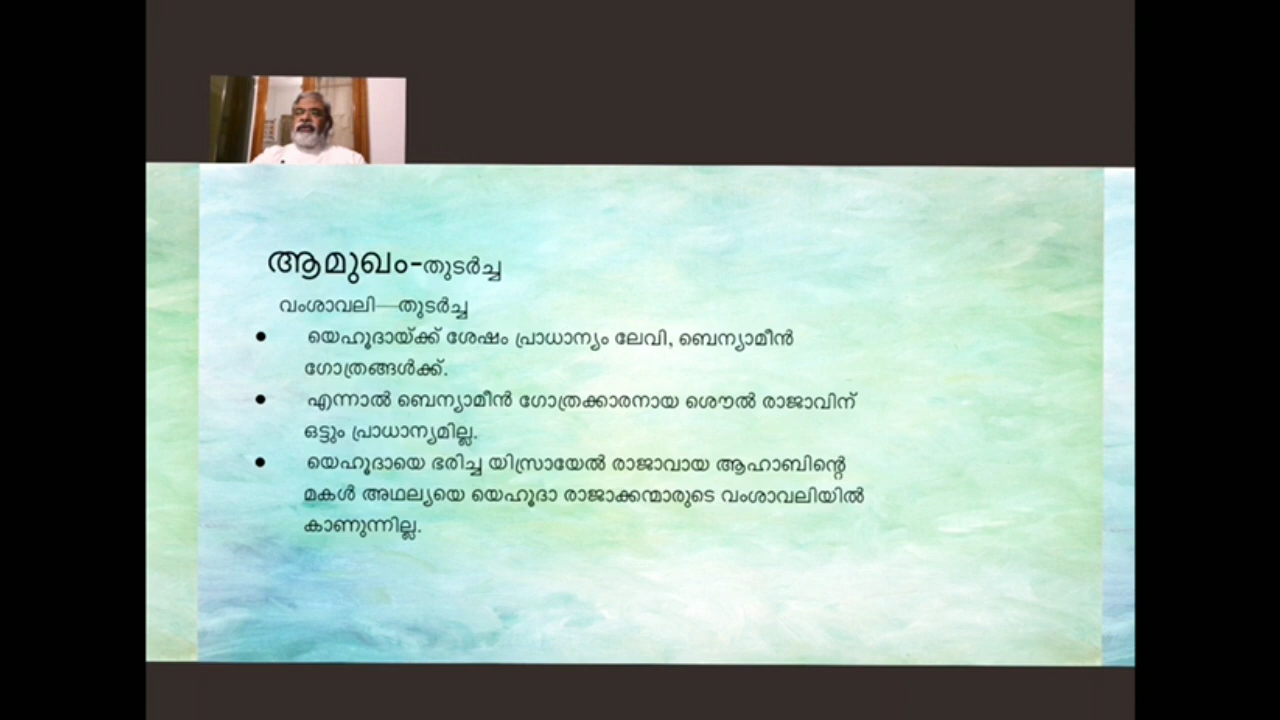 ആമുഖം-തുടർച്ച
വംശാവലി—തുടർച്ച
• യെഹൂദായ്ക്ക് ശേഷം പ്രാധാന്യം ലേവി, ബെന്യാമീൻ
ഗോത്രങ്ങൾക്ക്.
• എന്നാൽ ബെന്യാമീൻ ഗോത്രക്കാരനായ ശൌൽ രാജാവിന്
ഒട്ടും പ്രാധാന്യമില്ല.
• യെഹൂദായെ ഭരിച്ച യിസ്രായേൽ രാജാവായ ആഹാബിന്റെ
മകൾ അഥല്യയെ യെഹൂദാ രാജാക്കന്മാരുടെ വംശാവലിയിൽ
കാണുന്നില്ല.